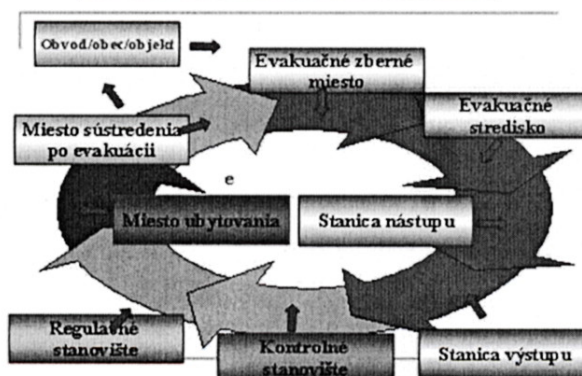 Obvod/obec/objekt
Evakuačné zberné
miesto
Evakuačné
stredisko
Miesto sústredenia
po evakuácii
e
Miesto ubytovania
Stanica nástupu
Regulačné
stanovište
Kontrolné
stanovište
Stanica výstupu